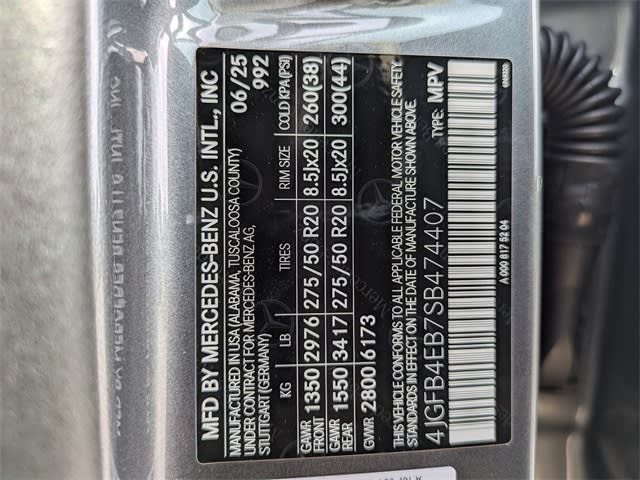 MFD BY MERCEDES-BENZ U.S. INTL., INC
MANUFACTURED IN USA (ALABAMA, TUSCALOOSA COUNTY) 06/25
UNDER CONTRACT FOR MERCEDES-BENZ AG, 992
STUTTGART (GERMANY)
KG LB TIRES RIM SIZE COLD KPA(PSI)
GAWR FRONT 1350 2976 275/50 R20 8.5Jx20 260(38)
GAWR REAR 1550 3417 275/50 R20 8.5Jx20 300(44)
GVWR 2800 6173
THIS VEHICLE CONFORMS TO ALL APPLICABLE FEDERAL MOTOR VEHICLE SAFETY
STANDARDS IN EFFECT ON THE DATE OF MANUFACTURE SHOWN ABOVE.
4JGFB4EB7SB474407 TYPE: MPV
A 000 817 52 04